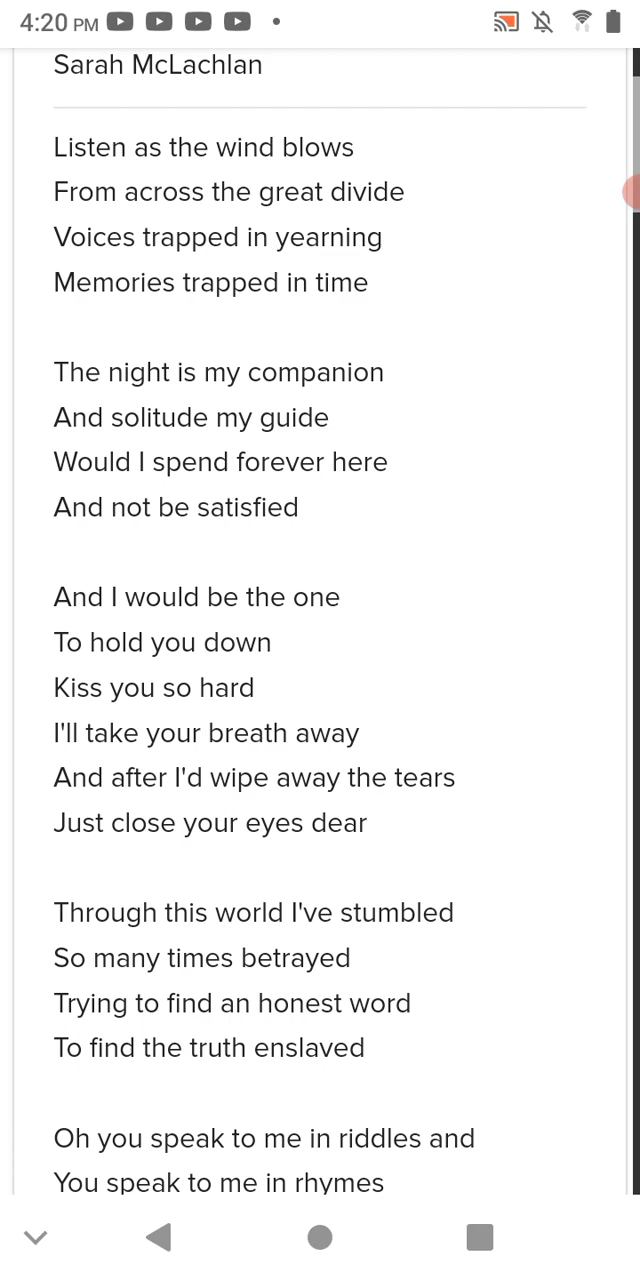 4:20 PM
Sarah McLachlan
Listen as the wind blows
From across the great divide
Voices trapped in yearning
Memories trapped in time
The night is my companion
And solitude my guide
Would I spend forever here
And not be satisfied
And I would be the one
To hold you down
Kiss you so hard
I'll take your breath away
And after I'd wipe away the tears
Just close your eyes dear
Through this world I've stumbled
So many times betrayed
Trying to find an honest word
To find the truth enslaved
Oh you speak to me in riddles and
You speak to me in rhymes